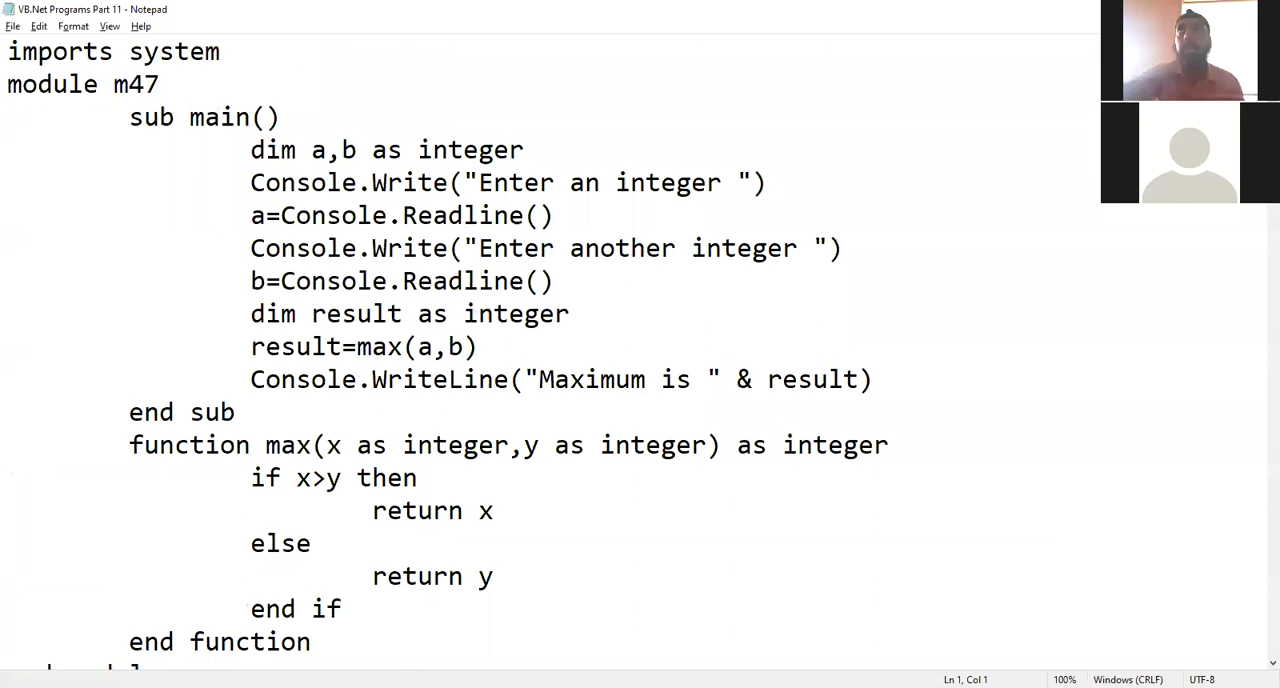 VB.Net Programs Part 11 - Notepad
File Edit Format View Help
imports system
module m47
sub main()
dim a,b as integer
Console.Write("Enter an integer ")
a=Console.Readline()
Console.Write("Enter another integer ")
b=Console.Readline()
dim result as integer
result=max(a,b)
Console.WriteLine("Maximum is " & result)
end sub
function max(x as integer,y as integer) as integer
if x>y then
return x
else
return y
end if
end function
Ln 1, Col 1 100% Windows (CRLF) UTF-8